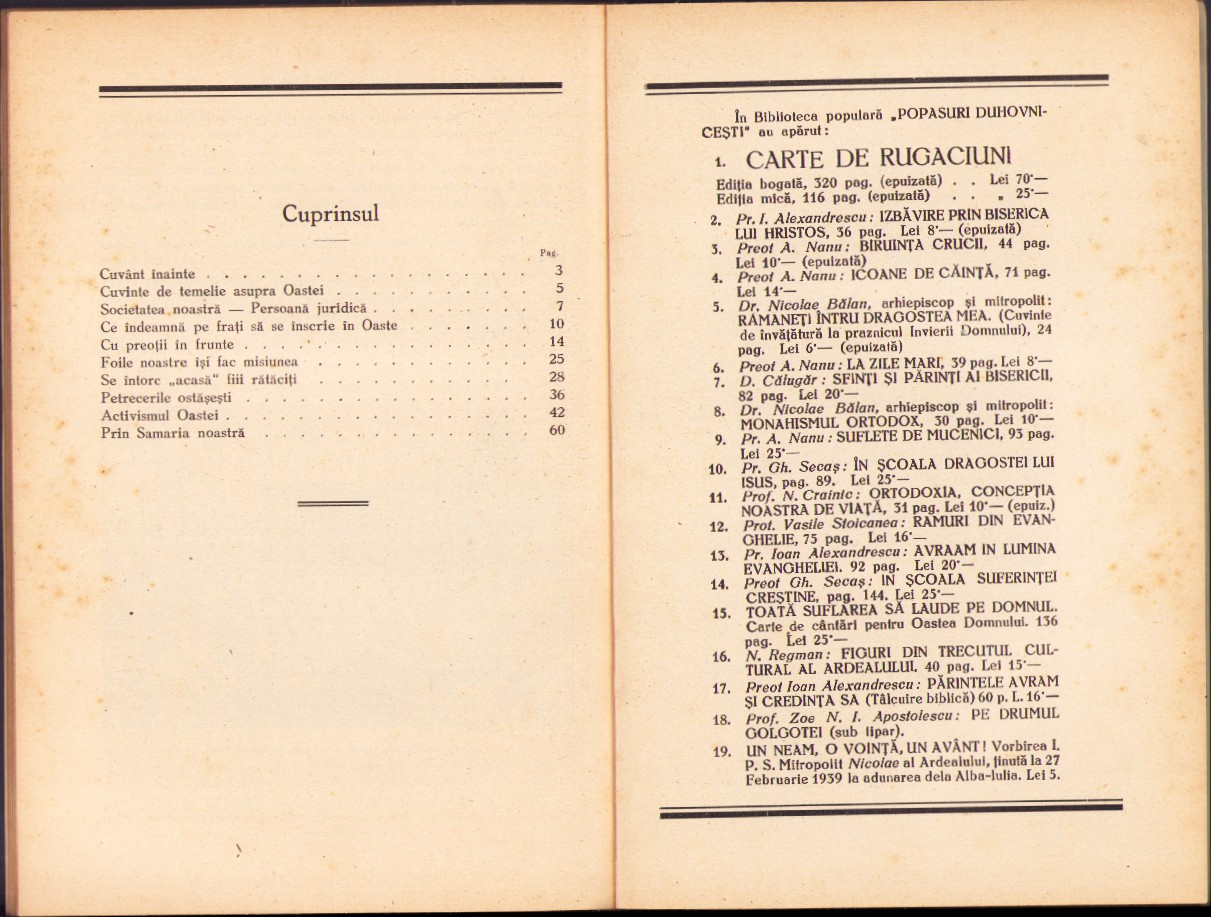 Cuprinsul
Pag.
Cuvânt înainte . . . . . . . . . . . . . . . . . 3
Cuvinte de temelie asupra Oastei . . . . . . . . . . 5
Societatea noastră — Persoană juridică . . . . . . . . 7
Ce îndeamnă pe frați să se înscrie în Oaste . . . . . . . 10
Cu preoții în frunte . . . . . . . . . . . . . . . 14
Foile noastre își fac misiunea . . . . . . . . . . . 25
Se întorc „acasă“ fiii rătăciți . . . . . . . . . . . 28
Petrecerile ostășești . . . . . . . . . . . . . . . 36
Activismul Oastei . . . . . . . . . . . . . . . . 42
Prin Samaria noastră . . . . . . . . . . . . . . 60
În Biblioteca populară „POPASURI DUHOVNI-
CEȘTI“ au apărut:
1. CARTE DE RUGACIUNI
Ediția bogată, 320 pag. (epuizată) . . Lei 70·—
Ediția mică, 116 pag. (epuizată) . . „ 25·—
2. Pr. I. Alexandrescu: IZBĂVIRE PRIN BISERICA
LUI HRISTOS, 36 pag. Lei 8·— (epuizată)
3. Preot A. Nanu: BIRUINȚA CRUCII, 44 pag.
Lei 10·— (epuizată)
4. Preot A. Nanu: ICOANE DE CĂINȚĂ, 71 pag.
Lei 14·—
5. Dr. Nicolae Bălan, arhiepiscop și mitropolit:
RĂMANEȚI ÎNTRU DRAGOSTEA MEA. (Cuvinte
de învățătură la praznicul Invierii Domnului), 24
pag. Lei 6·— (epuizată)
6. Preot A. Nanu: LA ZILE MARI, 39 pag. Lei 8·—
7. D. Călugăr: SFINȚI ȘI PĂRINȚI AI BISERICII,
82 pag. Lei 20·—
8. Dr. Nicolae Bălan, arhiepiscop și mitropolit:
MONAHISMUL ORTODOX, 30 pag. Lei 10·—
9. Pr. A. Nanu: SUFLETE DE MUCENICI, 93 pag.
Lei 25·—
10. Pr. Gh. Secaș: ÎN ȘCOALA DRAGOSTEI LUI
ISUS, pag. 89. Lei 25·—
11. Prof. N. Crainic: ORTODOXIA, CONCEPȚIA
NOASTRA DE VIAȚĂ, 31 pag. Lei 10·— (epuiz.)
12. Prot. Vasile Stoicanea: RAMURI DIN EVAN-
GHELIE, 75 pag. Lei 16·—
13. Pr. Ioan Alexandrescu: AVRAAM IN LUMINA
EVANGHELIEI. 92 pag. Lei 20·—
14. Preot Gh. Secaș: IN ȘCOALA SUFERINȚEI
CREȘTINE, pag. 144. Lei 25·—
15. TOATĂ SUFLAREA SĂ LAUDE PE DOMNUL.
Carte de cântări pentru Oastea Domnului. 136
pag. Lei 25·—
16. N. Regman: FIGURI DIN TRECUTUL CUL-
TURAL AL ARDEALULUI. 40 pag. Lei 15·—
17. Preot Ioan Alexandrescu: PĂRINTELE AVRAM
ȘI CREDINȚA SA (Tâlcuire biblică) 60 p. L. 16·—
18. Prof. Zoe N. I. Apostolescu: PE DRUMUL
GOLGOTEI (sub tipar).
19. UN NEAM, O VOINȚĂ, UN AVÂNT! Vorbirea I.
P. S. Mitropolit Nicolae al Ardealului, ținută la 27
Februarie 1939 la adunarea dela Alba-Iulia. Lei 5.